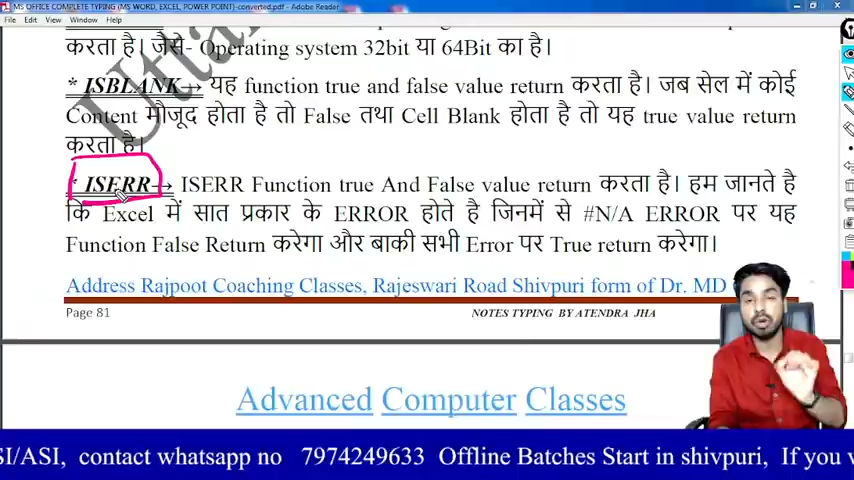 MS OFFICE COMPLETE TYPING (MS WORD, EXCEL, POWER POINT)-converted.pdf - Adobe Reader
File Edit View Window Help
करता है। जैसे- Operating system 32bit या 64Bit का है।
* ISBLANK→ यह function true and false value return करता है। जब सेल में कोई
Content मौजूद होता है तो False तथा Cell Blank होता है तो यह true value return
करता है।
* ISERR→ ISERR Function true And False value return करता है। हम जानते है
कि Excel में सात प्रकार के ERROR होते है जिनमें से #N/A ERROR पर यह
Function False Return करेगा और बाकी सभी Error पर True return करेगा।
Address Rajpoot Coaching Classes, Rajeswari Road Shivpuri form of Dr. MD
Page 81 NOTES TYPING BY ATENDRA JHA
Advanced Computer Classes
SI/ASI, contact whatsapp no 7974249633 Offline Batches Start in shivpuri, If you